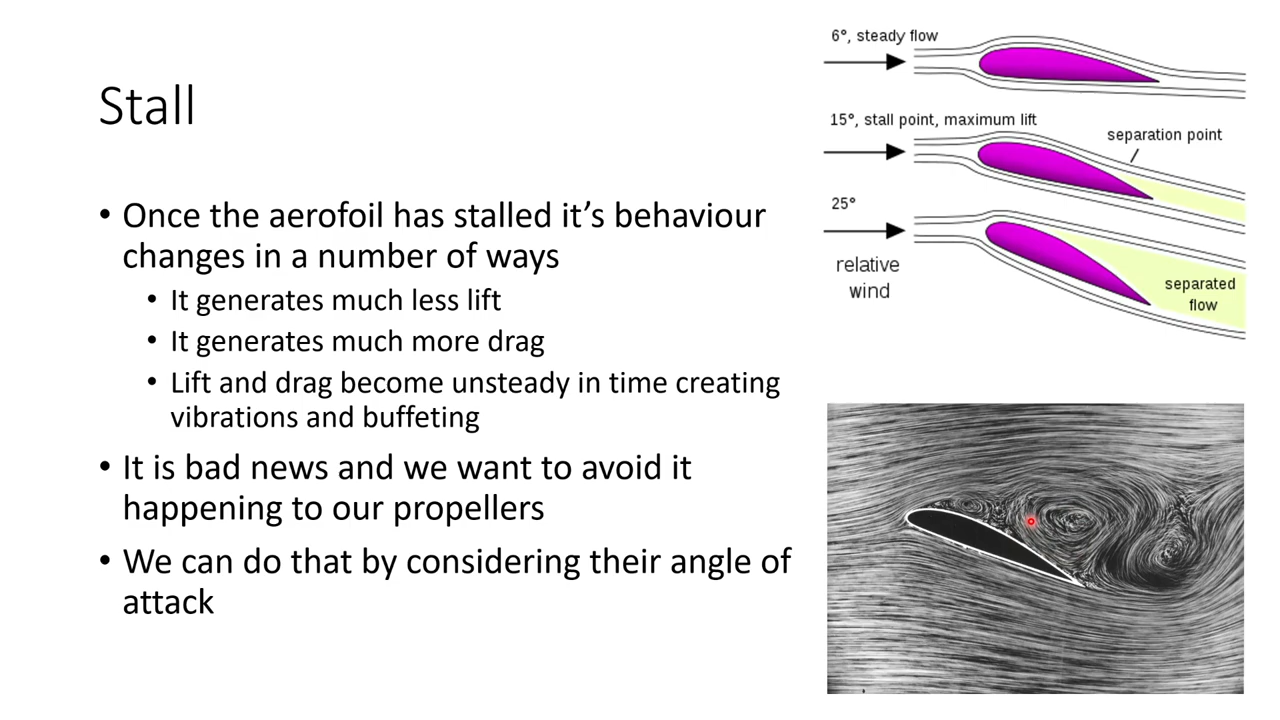 Stall
• Once the aerofoil has stalled it’s behaviour
changes in a number of ways
• It generates much less lift
• It generates much more drag
• Lift and drag become unsteady in time creating
vibrations and buffeting
• It is bad news and we want to avoid it
happening to our propellers
• We can do that by considering their angle of
attack
6°, steady flow
15°, stall point, maximum lift
separation point
25°
relative
wind
separated
flow